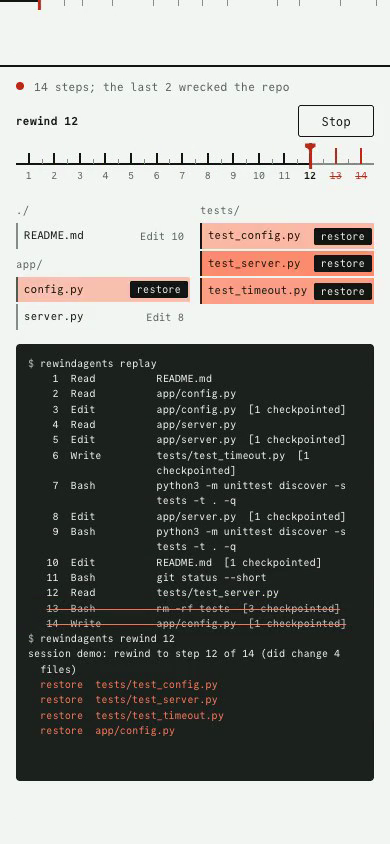 14 steps; the last 2 wrecked the repo
rewind 12
Stop
1 2 3 4 5 6 7 8 9 10 11 12 13 14
./
README.md Edit 10
app/
config.py restore
server.py Edit 8
tests/
test_config.py restore
test_server.py restore
test_timeout.py restore
$ rewindagents replay
1 Read README.md
2 Read app/config.py
3 Edit app/config.py [1 checkpointed]
4 Read app/server.py
5 Edit app/server.py [1 checkpointed]
6 Write tests/test_timeout.py [1
checkpointed]
7 Bash python3 -m unittest discover -s
tests -t . -q
8 Edit app/server.py [1 checkpointed]
9 Bash python3 -m unittest discover -s
tests -t . -q
10 Edit README.md [1 checkpointed]
11 Bash git status --short
12 Read tests/test_server.py
13 Bash rm -rf tests [3 checkpointed]
14 Write app/config.py [1 checkpointed]
$ rewindagents rewind 12
session demo: rewind to step 12 of 14 (did change 4
files)
restore tests/test_config.py
restore tests/test_server.py
restore tests/test_timeout.py
restore app/config.py